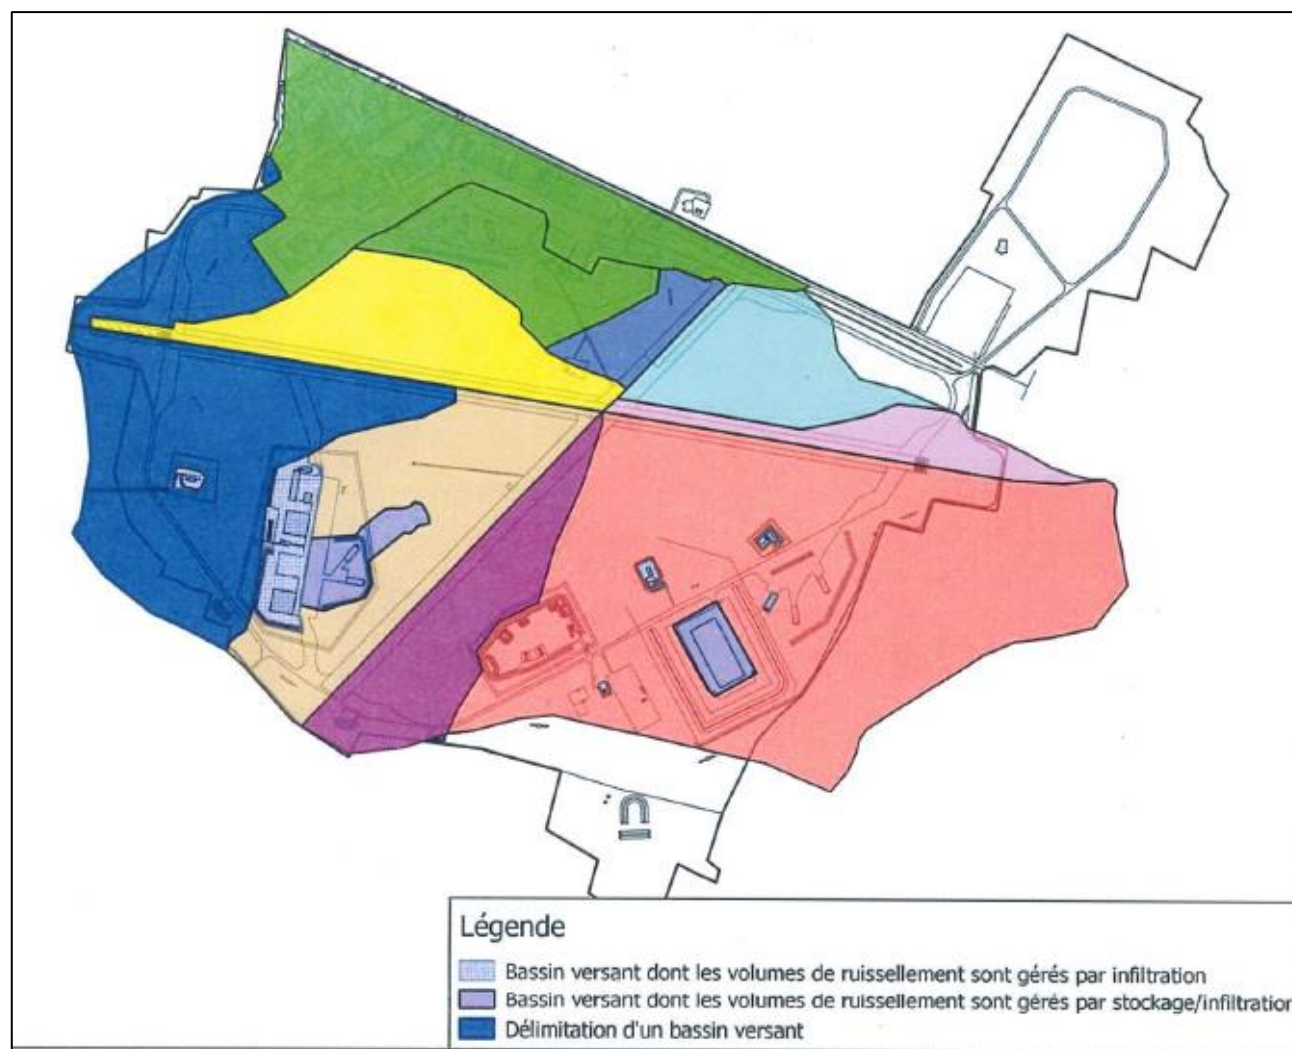 Légende
Bassin versant dont les volumes de ruissellement sont gérés par infiltration
Bassin versant dont les volumes de ruissellement sont gérés par stockage/infiltration
Délimitation d'un bassin versant